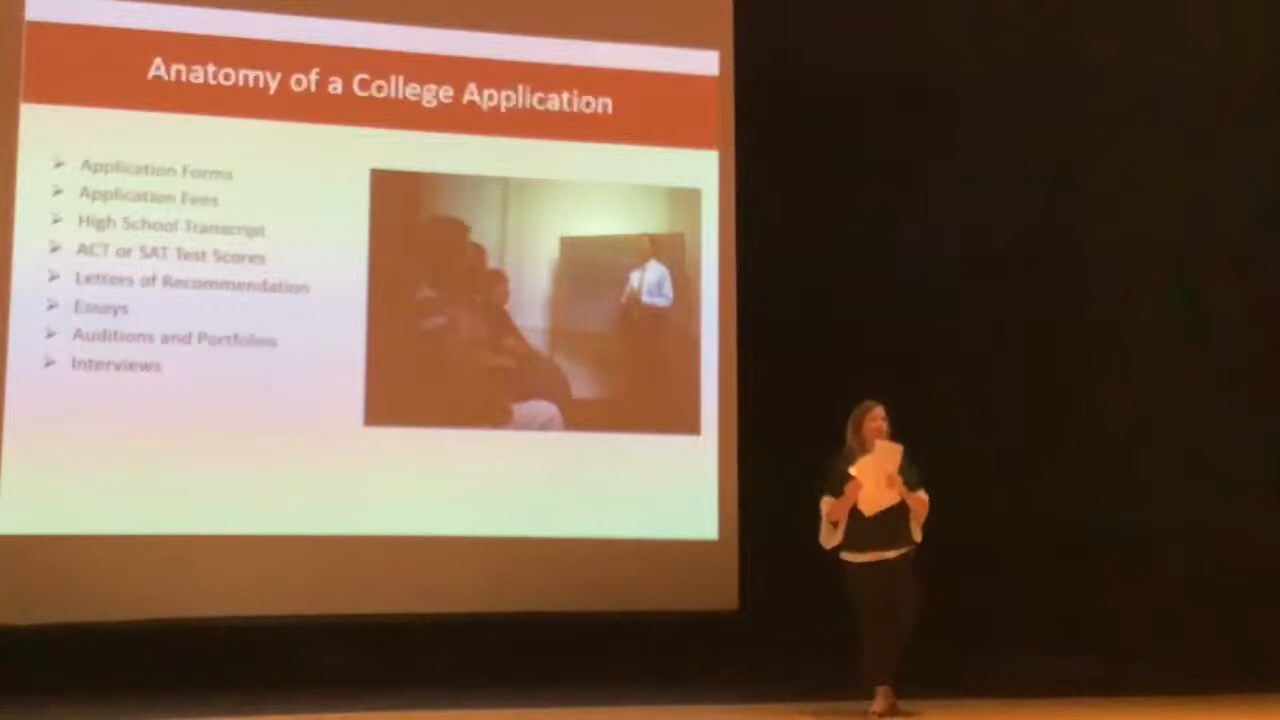 Anatomy of a College Application
Application Forms
Application Fees
High School Transcript
ACT or SAT Test Scores
Letters of Recommendation
Essays
Auditions and Portfolios
Interviews